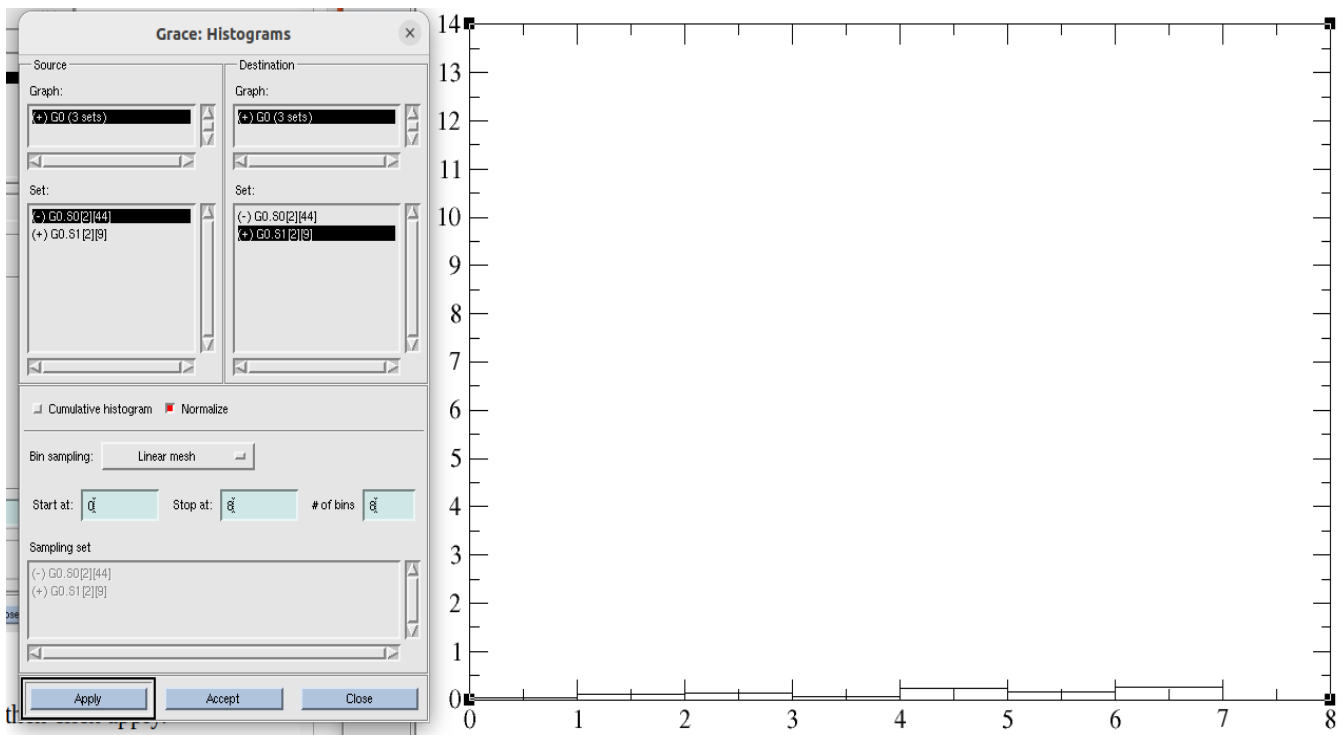 Grace: Histograms
Source
Destination
Graph:
Graph:
(+) G0 (3 sets)
(+) G0 (3 sets)
Set:
Set:
(-) G0.S0[2][44]
(+) G0.S1[2][9]
(-) G0.S0[2][44]
(+) G0.S1[2][9]
Cumulative histogram
Normalize
Bin sampling:
Linear mesh
Start at: 0
Stop at: 8
# of bins 8
Sampling set
(-) G0.S0[2][44]
(+) G0.S1[2][9]
Apply
Accept
Close
14
13
12
11
10
9
8
7
6
5
4
3
2
1
0
0 1 2 3 4 5 6 7 8